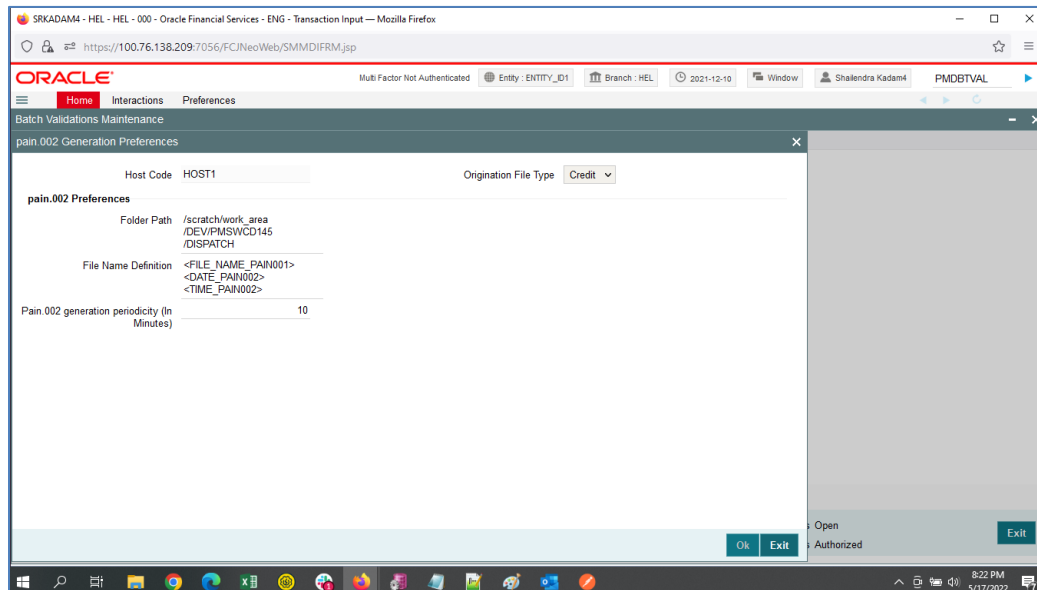 SRKADAM4 - HEL - HEL - 000 - Oracle Financial Services - ENG - Transaction Input — Mozilla Firefox
https://100.76.138.209:7056/FCJNeoWeb/SMMDIFRM.jsp
ORACLE Multi Factor Not Authenticated Entity : ENTITY_ID1 Branch : HEL 2021-12-10 Window Shailendra Kadam4 PMDBTVAL
Home Interactions Preferences
Batch Validations Maintenance
pain.002 Generation Preferences
Host Code HOST1 Origination File Type Credit
pain.002 Preferences
Folder Path /scratch/work_area
/DEV/PMSWCD145
/DISPATCH
File Name Definition <FILE_NAME_PAIN001>
<DATE_PAIN002>
<TIME_PAIN002>
Pain.002 generation periodicity (In 10
Minutes)
Open
Exit
Ok Exit Authorized
8:22 PM
5/17/2022